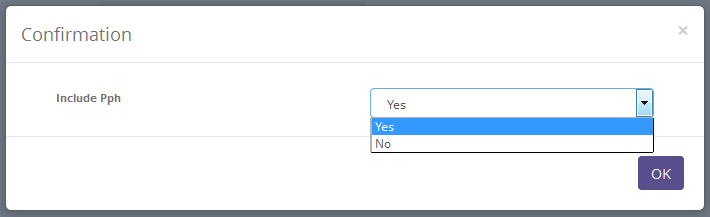 Confirmation
×
Include Pph
Yes
Yes
No
OK